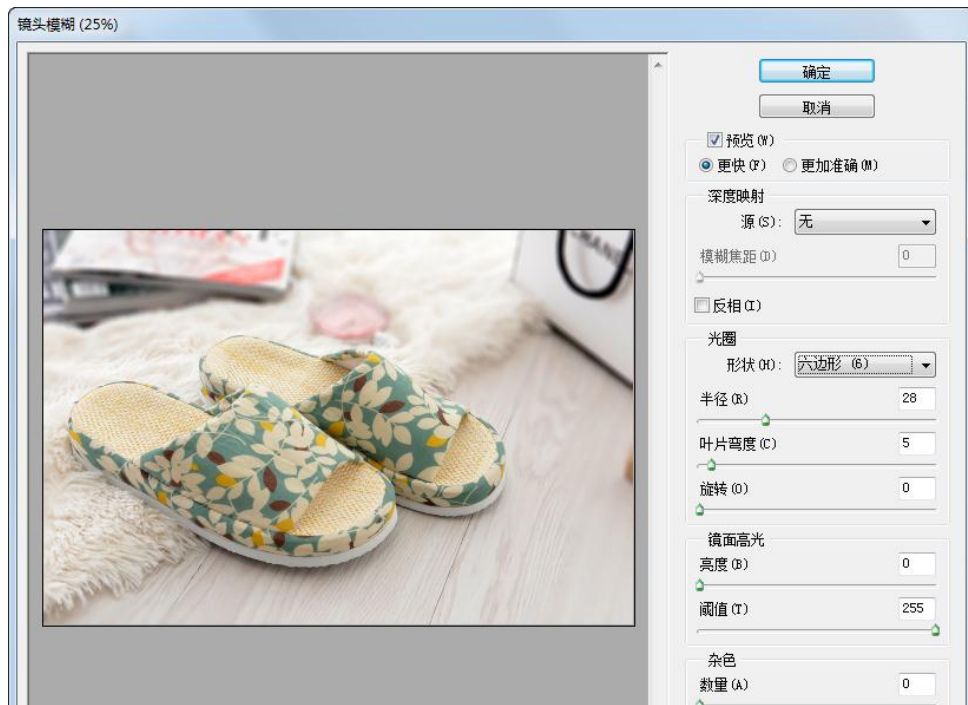 镜头模糊 (25%)
确定
取消
预览(W)
更快(F) 更加准确(M)
深度映射
源(S): 无
模糊焦距(D) 0
反相(I)
光圈
形状(H): 六边形 (6)
半径(R) 28
叶片弯度(C) 5
旋转(O) 0
镜面高光
亮度(B) 0
阈值(T) 255
杂色
数量(A) 0